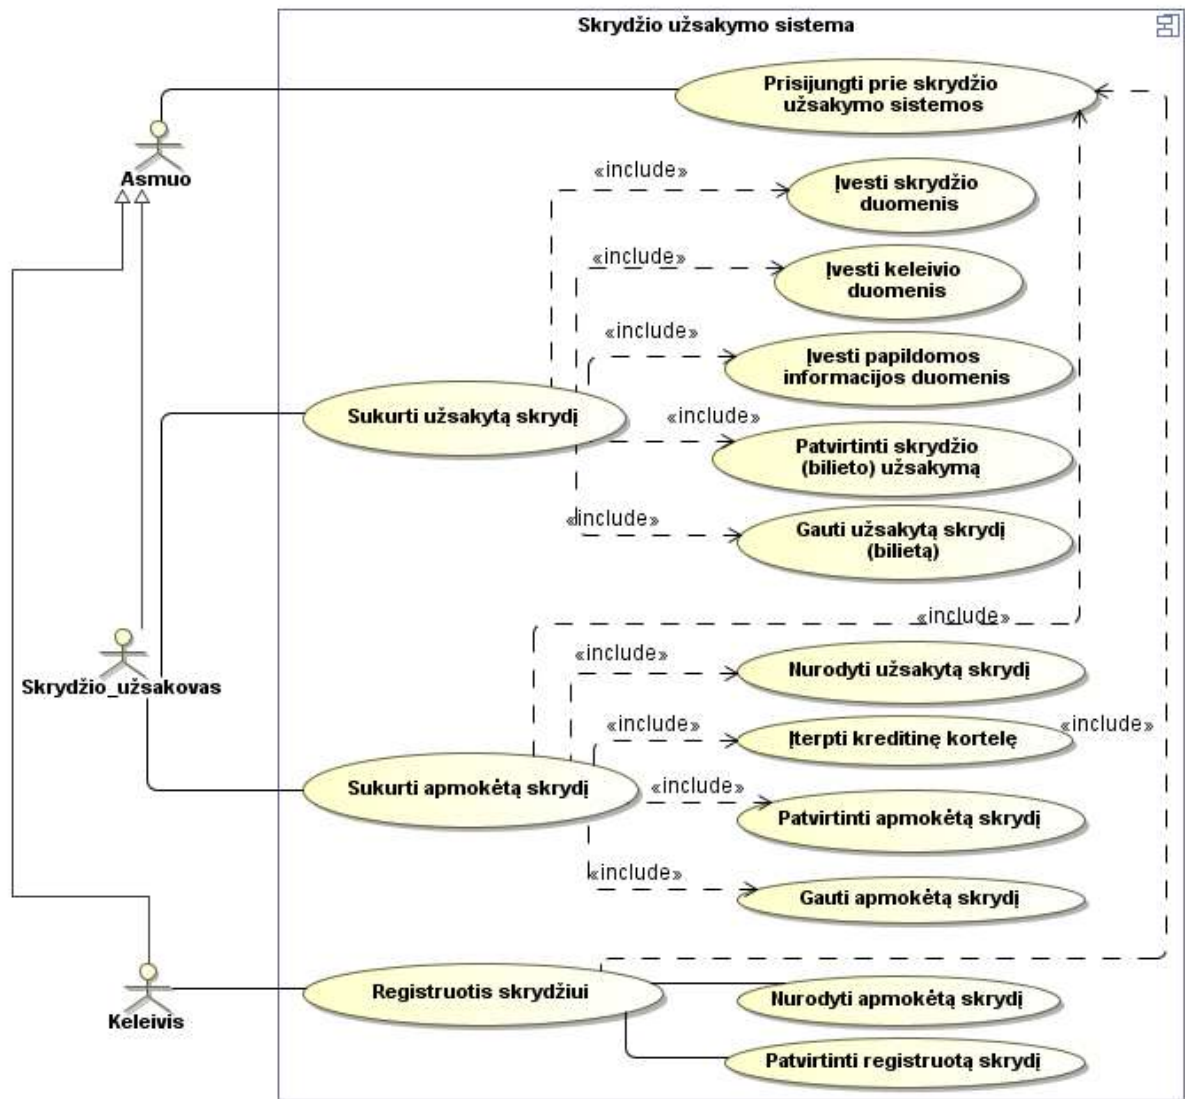 Skrydžio užsakymo sistema
Prisijungti prie skrydžio
užsakymo sistemos
Asmuo
«include»
Įvesti skrydžio
duomenis
«include»
Įvesti keleivio
duomenis
«include»
Įvesti papildomos
informacijos duomenis
Sukurti užsakytą skrydį
«include»
Patvirtinti skrydžio
(bilieto) užsakymą
«include»
Gauti užsakytą skrydį
(bilietą)
«include»
Skrydžio_užsakovas
«include»
Nurodyti užsakytą skrydį
«include»
Įterpti kreditinę kortelę
«include»
Sukurti apmokėtą skrydį
«include»
Patvirtinti apmokėtą skrydį
«include»
Gauti apmokėtą skrydį
Keleivis
Registruotis skrydžiui
Nurodyti apmokėtą skrydį
Patvirtinti registruotą skrydį